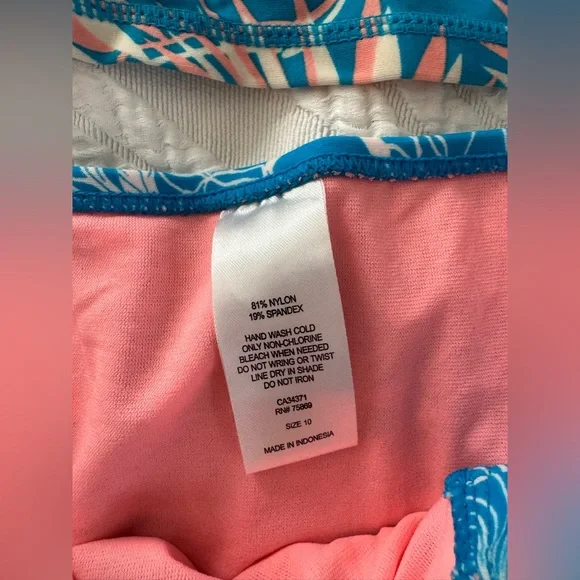 81% NYLON
19% SPANDEX
HAND WASH COLD
ONLY NON-CHLORINE
BLEACH WHEN NEEDED
DO NOT WRING OR TWIST
LINE DRY IN SHADE
DO NOT IRON
CA34371
RN# 75869
SIZE 10
MADE IN INDONESIA